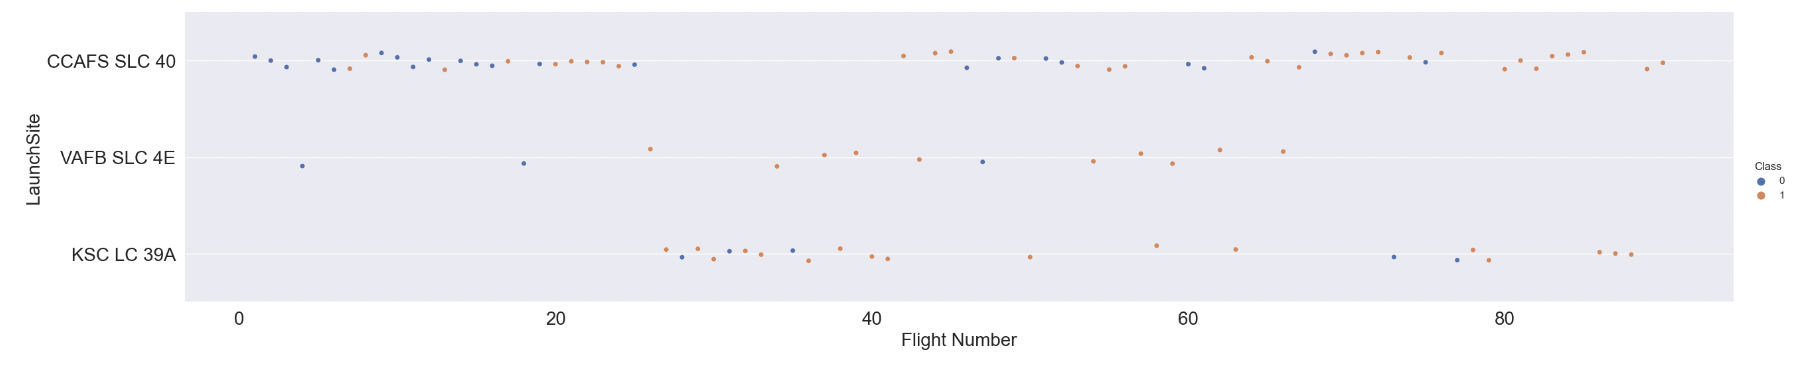 CCAFS SLC 40
VAFB SLC 4E
KSC LC 39A
LaunchSite
0 20 40 60 80
Flight Number
Class
0
1